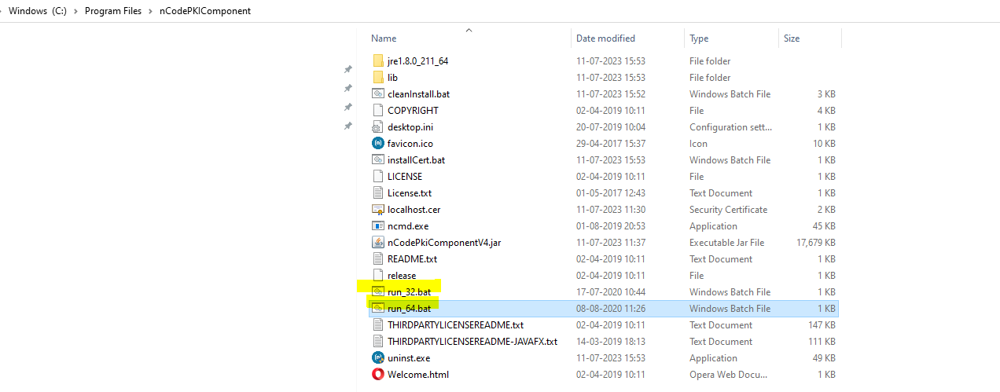 Windows (C:) > Program Files > nCodePKIComponent
Name Date modified Type Size
jre1.8.0_211_64 11-07-2023 15:53 File folder
lib 11-07-2023 15:53 File folder
cleanInstall.bat 11-07-2023 15:52 Windows Batch File 3 KB
COPYRIGHT 02-04-2019 10:11 File 4 KB
desktop.ini 20-07-2019 10:04 Configuration sett... 1 KB
favicon.ico 29-04-2017 15:37 Icon 10 KB
installCert.bat 11-07-2023 15:53 Windows Batch File 1 KB
LICENSE 02-04-2019 10:11 File 1 KB
License.txt 01-05-2017 12:43 Text Document 1 KB
localhost.cer 11-07-2023 11:30 Security Certificate 2 KB
ncmd.exe 01-08-2019 20:53 Application 45 KB
nCodePkiComponentV4.jar 11-07-2023 11:37 Executable Jar File 17,679 KB
README.txt 02-04-2019 10:11 Text Document 1 KB
release 02-04-2019 10:11 File 1 KB
run_32.bat 17-07-2020 10:44 Windows Batch File 1 KB
run_64.bat 08-08-2020 11:26 Windows Batch File 1 KB
THIRDPARTYLICENSEREADME.txt 02-04-2019 10:11 Text Document 147 KB
THIRDPARTYLICENSEREADME-JAVAFX.txt 14-03-2019 18:13 Text Document 111 KB
uninst.exe 11-07-2023 15:53 Application 49 KB
Welcome.html 02-04-2019 10:11 Opera Web Docu... 1 KB